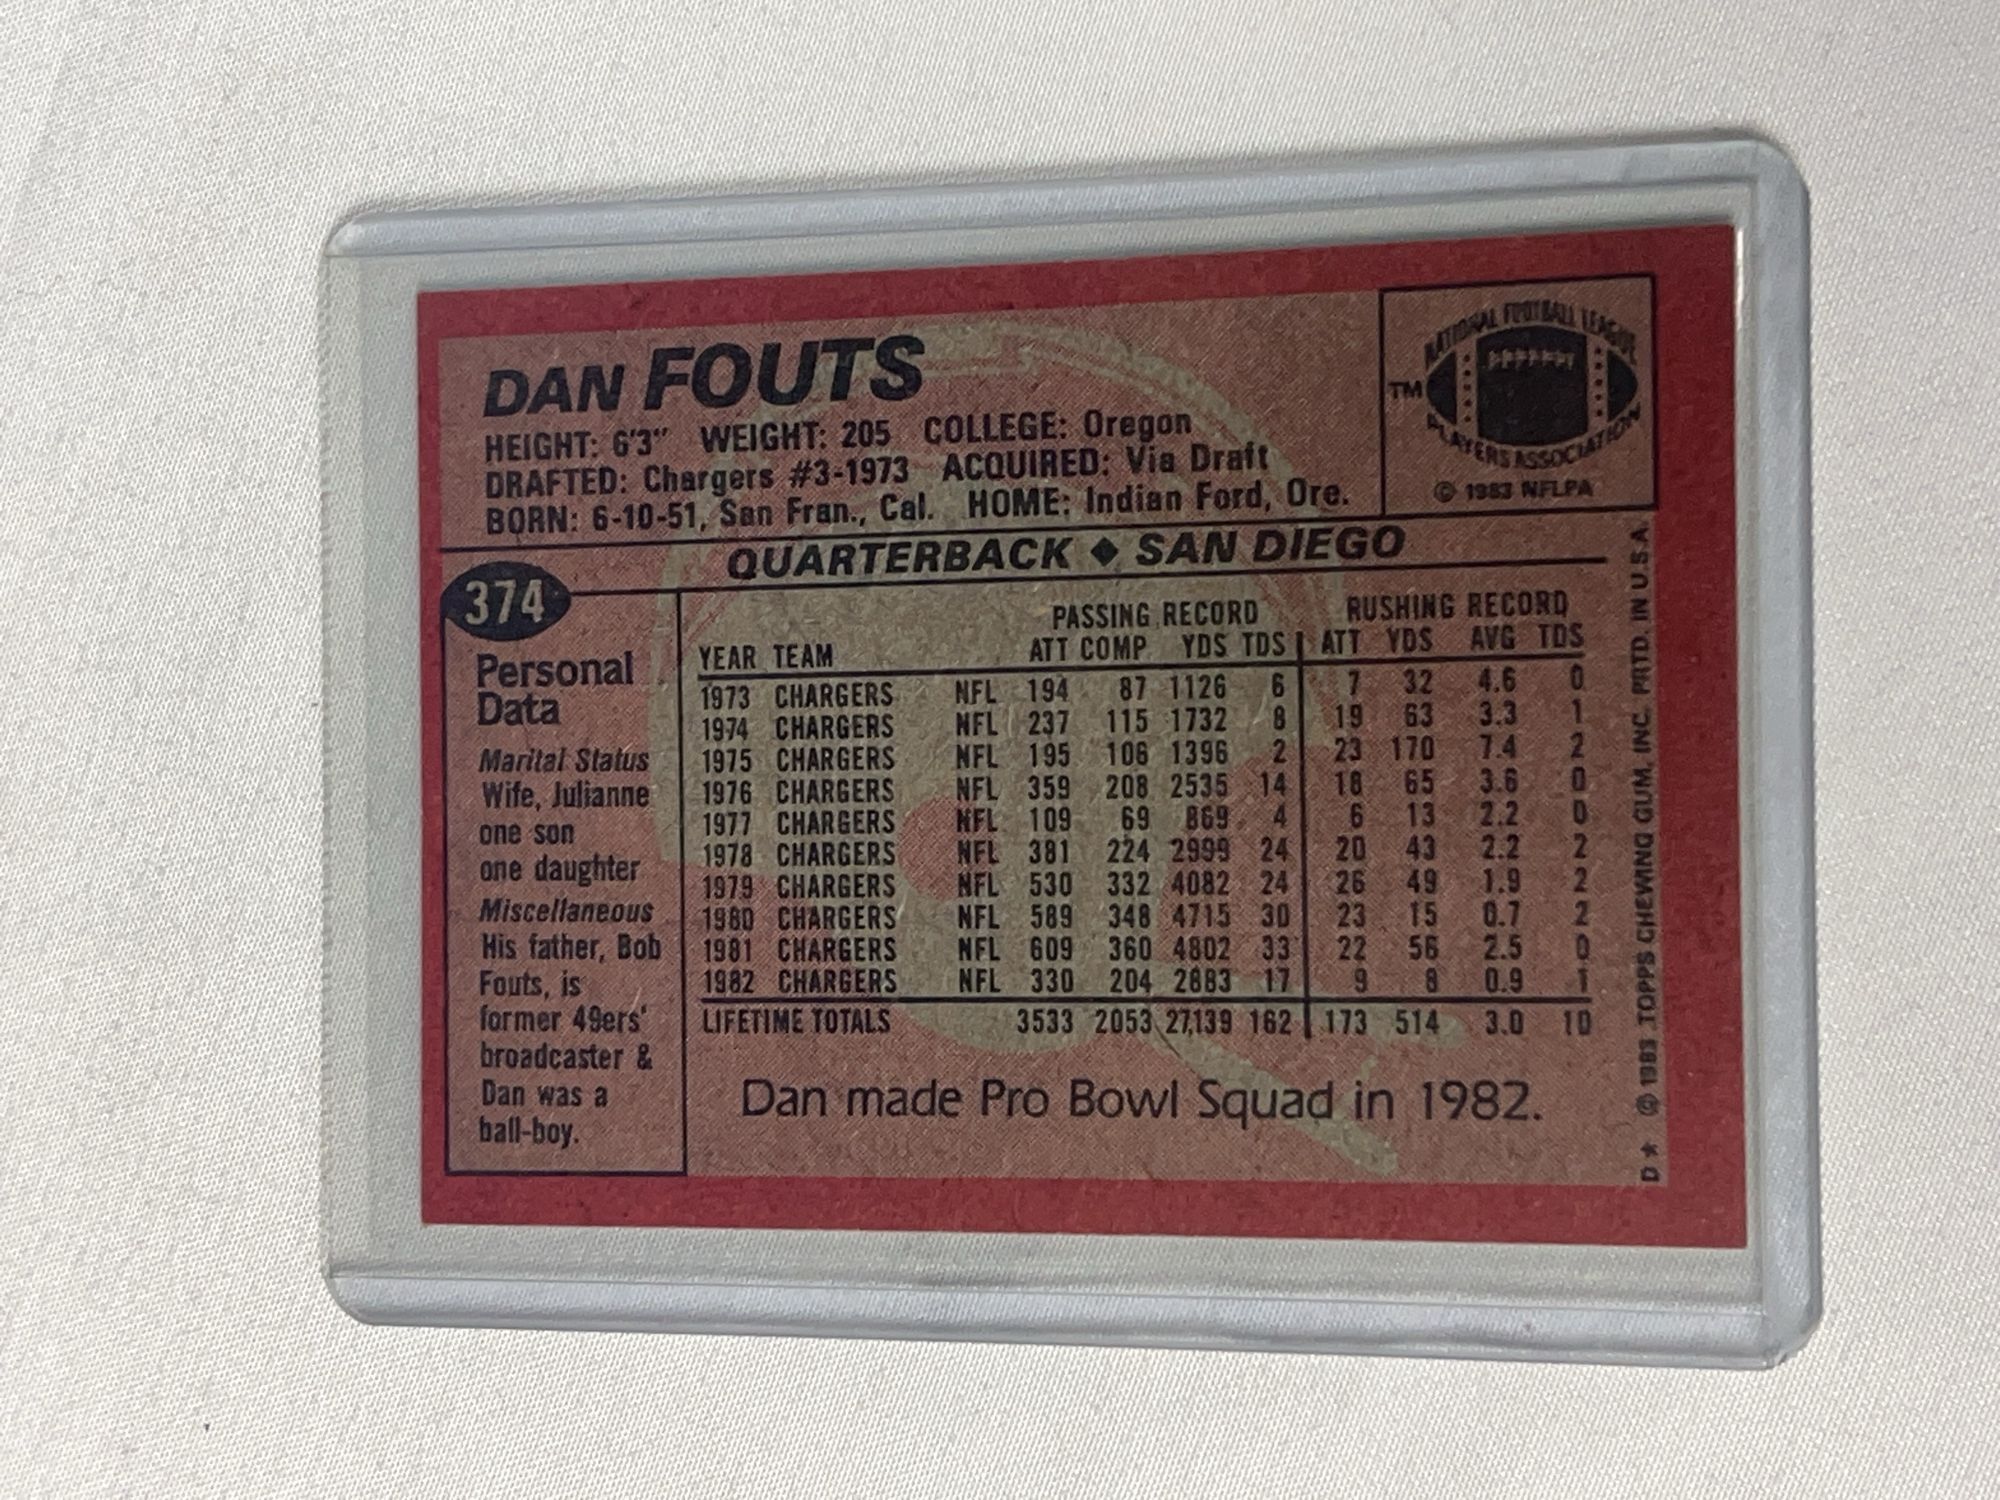 DAN FOUTS
HEIGHT: 6'3" WEIGHT: 205 COLLEGE: Oregon
DRAFTED: Chargers #3-1973 ACQUIRED: Via Draft
BORN: 6-10-51, San Fran., Cal. HOME: Indian Ford, Ore.
NATIONAL FOOTBALL LEAGUE
TM
PLAYERS ASSOCIATION
© 1983 NFLPA
QUARTERBACK ◆ SAN DIEGO
374
Personal
Data
Marital Status
Wife, Julianne
one son
one daughter
Miscellaneous
His father, Bob
Fouts, is
former 49ers'
broadcaster &
Dan was a
ball-boy.
PASSING RECORD RUSHING RECORD
YEAR TEAM ATT COMP YDS TDS ATT YDS AVG TDS
1973 CHARGERS NFL 194 87 1126 6 7 32 4.6 0
1974 CHARGERS NFL 237 115 1732 8 19 63 3.3 1
1975 CHARGERS NFL 195 106 1396 2 23 170 7.4 2
1976 CHARGERS NFL 359 208 2535 14 18 65 3.6 0
1977 CHARGERS NFL 109 69 869 4 6 13 2.2 0
1978 CHARGERS NFL 381 224 2999 24 20 43 2.2 2
1979 CHARGERS NFL 530 332 4082 24 26 49 1.9 2
1980 CHARGERS NFL 589 348 4715 30 23 15 0.7 2
1981 CHARGERS NFL 609 360 4802 33 22 56 2.5 0
1982 CHARGERS NFL 330 204 2883 17 9 8 0.9 1
LIFETIME TOTALS 3533 2053 27,139 162 173 514 3.0 10
Dan made Pro Bowl Squad in 1982.
D★ © 1983 TOPPS CHEWING GUM, INC. PRTD. IN U.S.A.